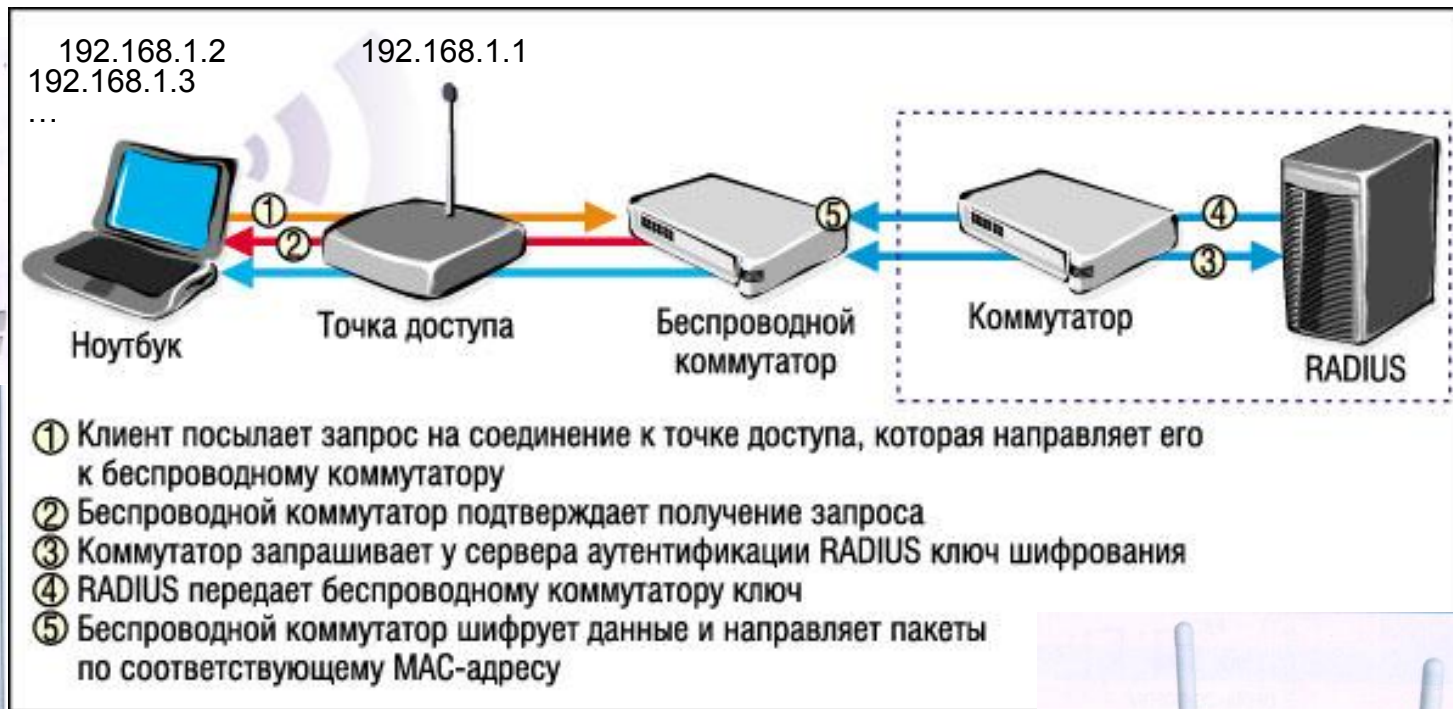 192.168.1.2 192.168.1.1
192.168.1.3
…
① ② ⑤ ④ ③
Ноутбук
Точка доступа
Беспроводной
коммутатор
Коммутатор
RADIUS
① Клиент посылает запрос на соединение к точке доступа, которая направляет его
к беспроводному коммутатору
② Беспроводной коммутатор подтверждает получение запроса
③ Коммутатор запрашивает у сервера аутентификации RADIUS ключ шифрования
④ RADIUS передает беспроводному коммутатору ключ
⑤ Беспроводной коммутатор шифрует данные и направляет пакеты
по соответствующему MAC-адресу